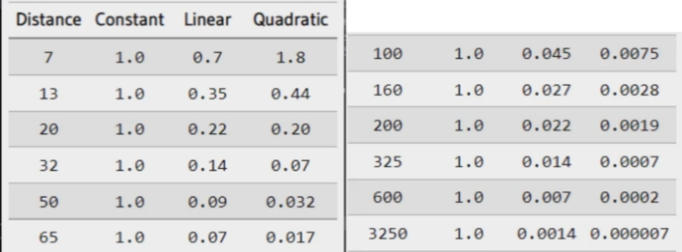 Distance Constant Linear Quadratic
7 1.0 0.7 1.8
13 1.0 0.35 0.44
20 1.0 0.22 0.20
32 1.0 0.14 0.07
50 1.0 0.09 0.032
65 1.0 0.07 0.017
100 1.0 0.045 0.0075
160 1.0 0.027 0.0028
200 1.0 0.022 0.0019
325 1.0 0.014 0.0007
600 1.0 0.007 0.0002
3250 1.0 0.0014 0.000007